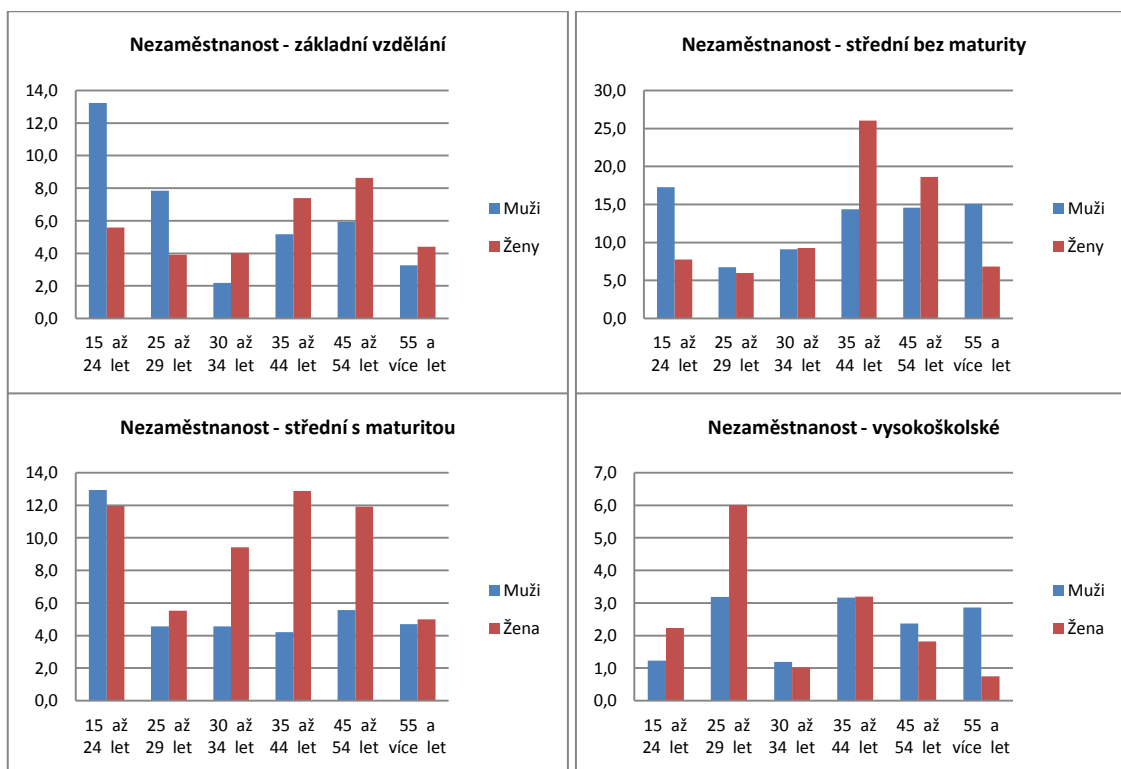 Nezaměstnanost - základní vzdělání
14,0
12,0
10,0
8,0
6,0
4,0
2,0
0,0
15 až 25 až 30 až 35 až 45 až 55 a
24 let 29 let 34 let 44 let 54 let více let
Muži
Ženy
Nezaměstnanost - střední bez maturity
30,0
25,0
20,0
15,0
10,0
5,0
0,0
15 až 25 až 30 až 35 až 45 až 55 a
24 let 29 let 34 let 44 let 54 let více let
Muži
Ženy
Nezaměstnanost - střední s maturitou
14,0
12,0
10,0
8,0
6,0
4,0
2,0
0,0
15 až 25 až 30 až 35 až 45 až 55 a
24 let 29 let 34 let 44 let 54 let více let
Muži
Žena
Nezaměstnanost - vysokoškolské
7,0
6,0
5,0
4,0
3,0
2,0
1,0
0,0
15 až 25 až 30 až 35 až 45 až 55 a
24 let 29 let 34 let 44 let 54 let více let
Muži
Žena